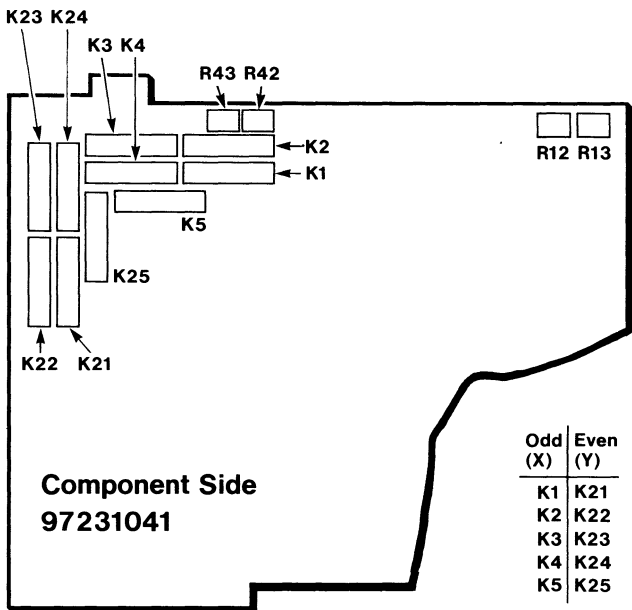 K23 K24
K3 K4
R43 R42
K2
K1
R12 R13
K5
K25
K22 K21
Component Side
97231041
Odd Even
(X) (Y)
K1 K21
K2 K22
K3 K23
K4 K24
K5 K25